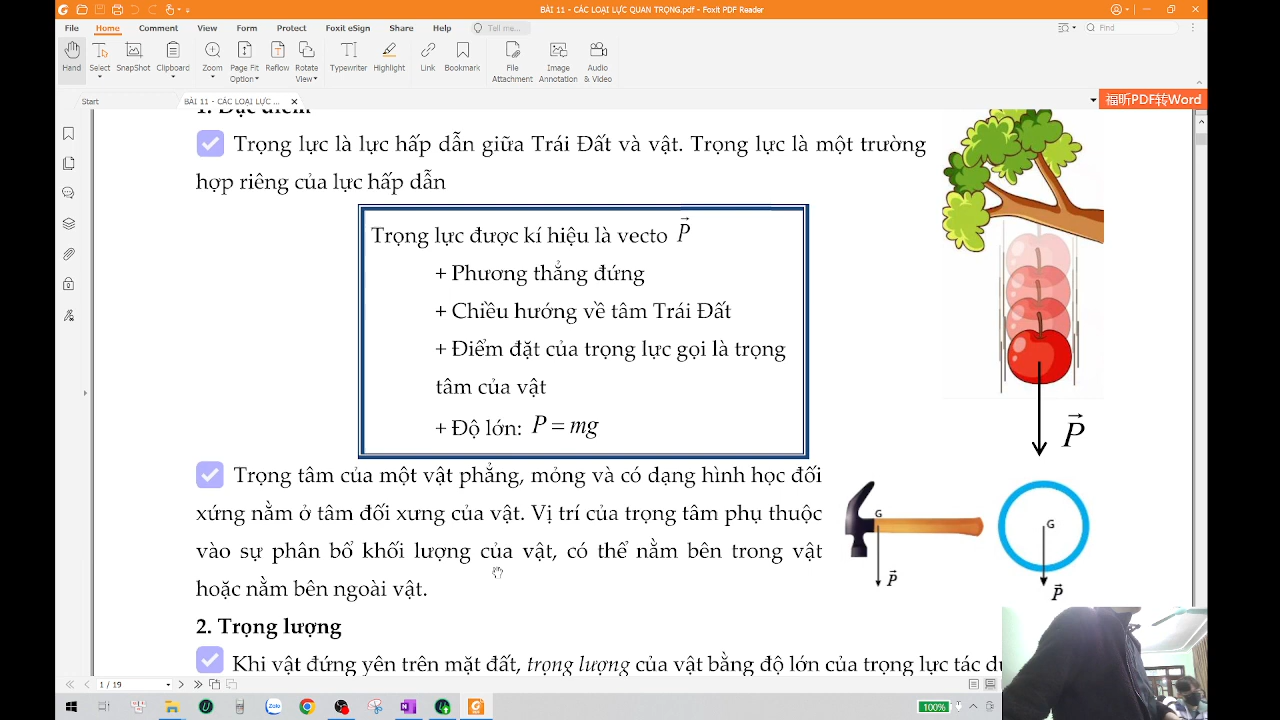 BÀI 11 - CÁC LOẠI LỰC QUAN TRỌNG.pdf - Foxit PDF Reader
File Home Comment View Form Protect Foxit eSign Share Help Tell me... Find
Hand Select SnapShot Clipboard Zoom Page Fit Option Reflow Rotate View Typewriter Highlight Link Bookmark File Attachment Image Annotation Audio & Video
Start BÀI 11 - CÁC LOẠI LỰC ...
福昕PDF转Word
1. Đặc điểm
Trọng lực là lực hấp dẫn giữa Trái Đất và vật. Trọng lực là một trường
hợp riêng của lực hấp dẫn
Trọng lực được kí hiệu là vecto P⃗
+ Phương thẳng đứng
+ Chiều hướng về tâm Trái Đất
+ Điểm đặt của trọng lực gọi là trọng
tâm của vật
+ Độ lớn: P = mg
P⃗
Trọng tâm của một vật phẳng, mỏng và có dạng hình học đối
xứng nằm ở tâm đối xưng của vật. Vị trí của trọng tâm phụ thuộc
vào sự phân bổ khối lượng của vật, có thể nằm bên trong vật
hoặc nằm bên ngoài vật.
G
P⃗
G
P⃗
2. Trọng lượng
Khi vật đứng yên trên mặt đất, trọng lượng của vật bằng độ lớn của trọng lực tác
1 / 19
Zalo
100%